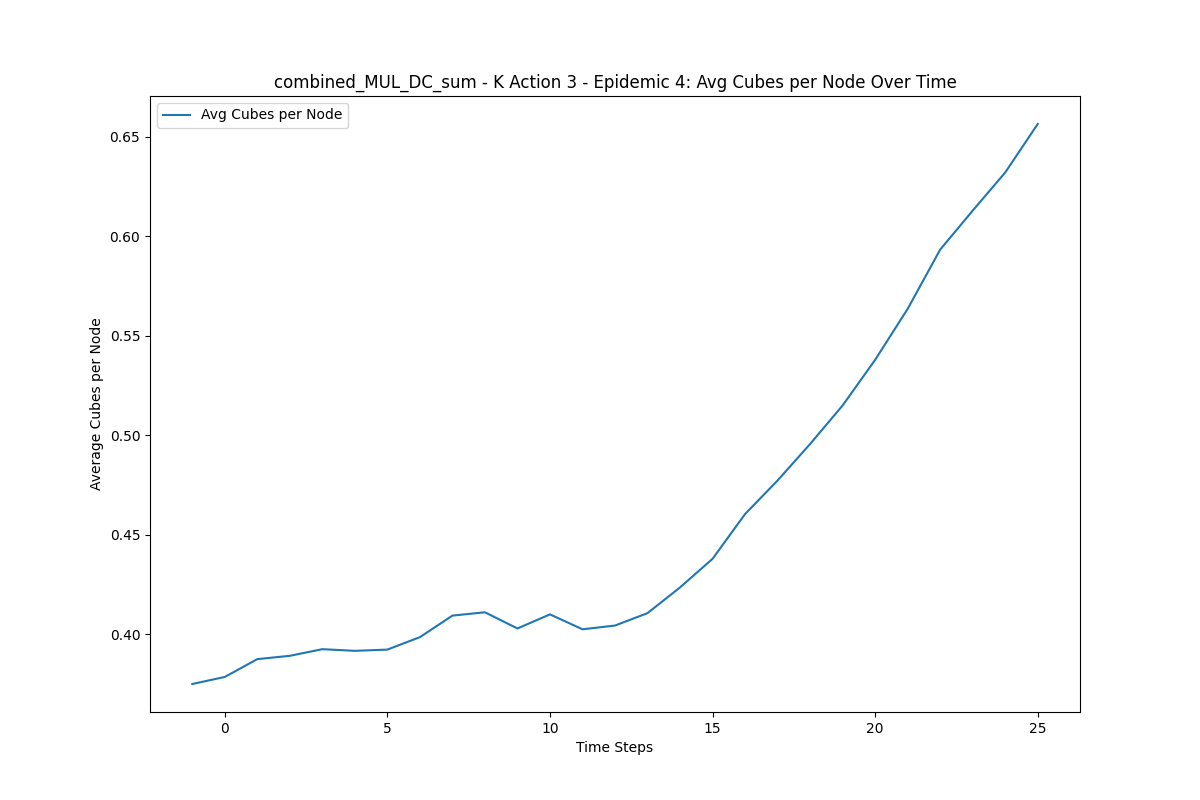 combined_MUL_DC_sum - K Action 3 - Epidemic 4: Avg Cubes per Node Over Time
Avg Cubes per Node
Average Cubes per Node
0.65
0.60
0.55
0.50
0.45
0.40
0 5 10 15 20 25
Time Steps